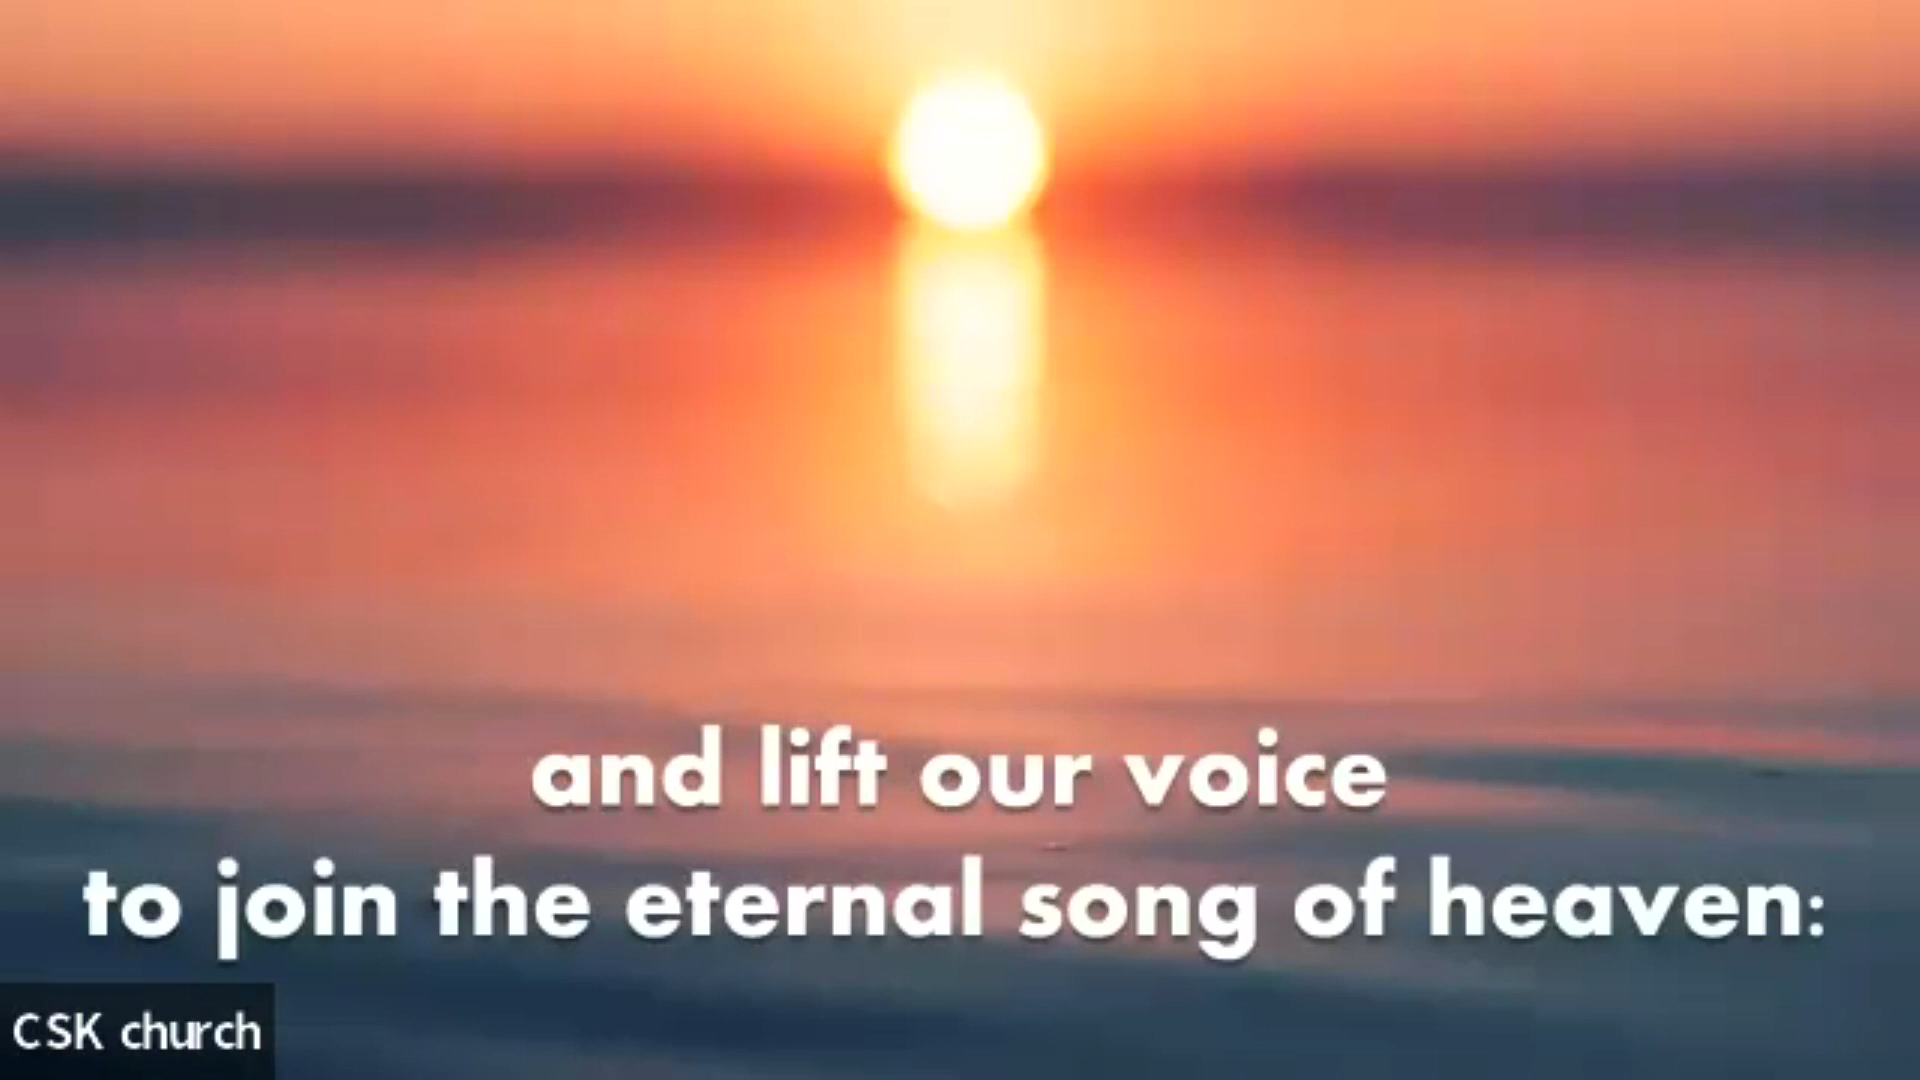 and lift our voice
to join the eternal song of heaven:
CSK church